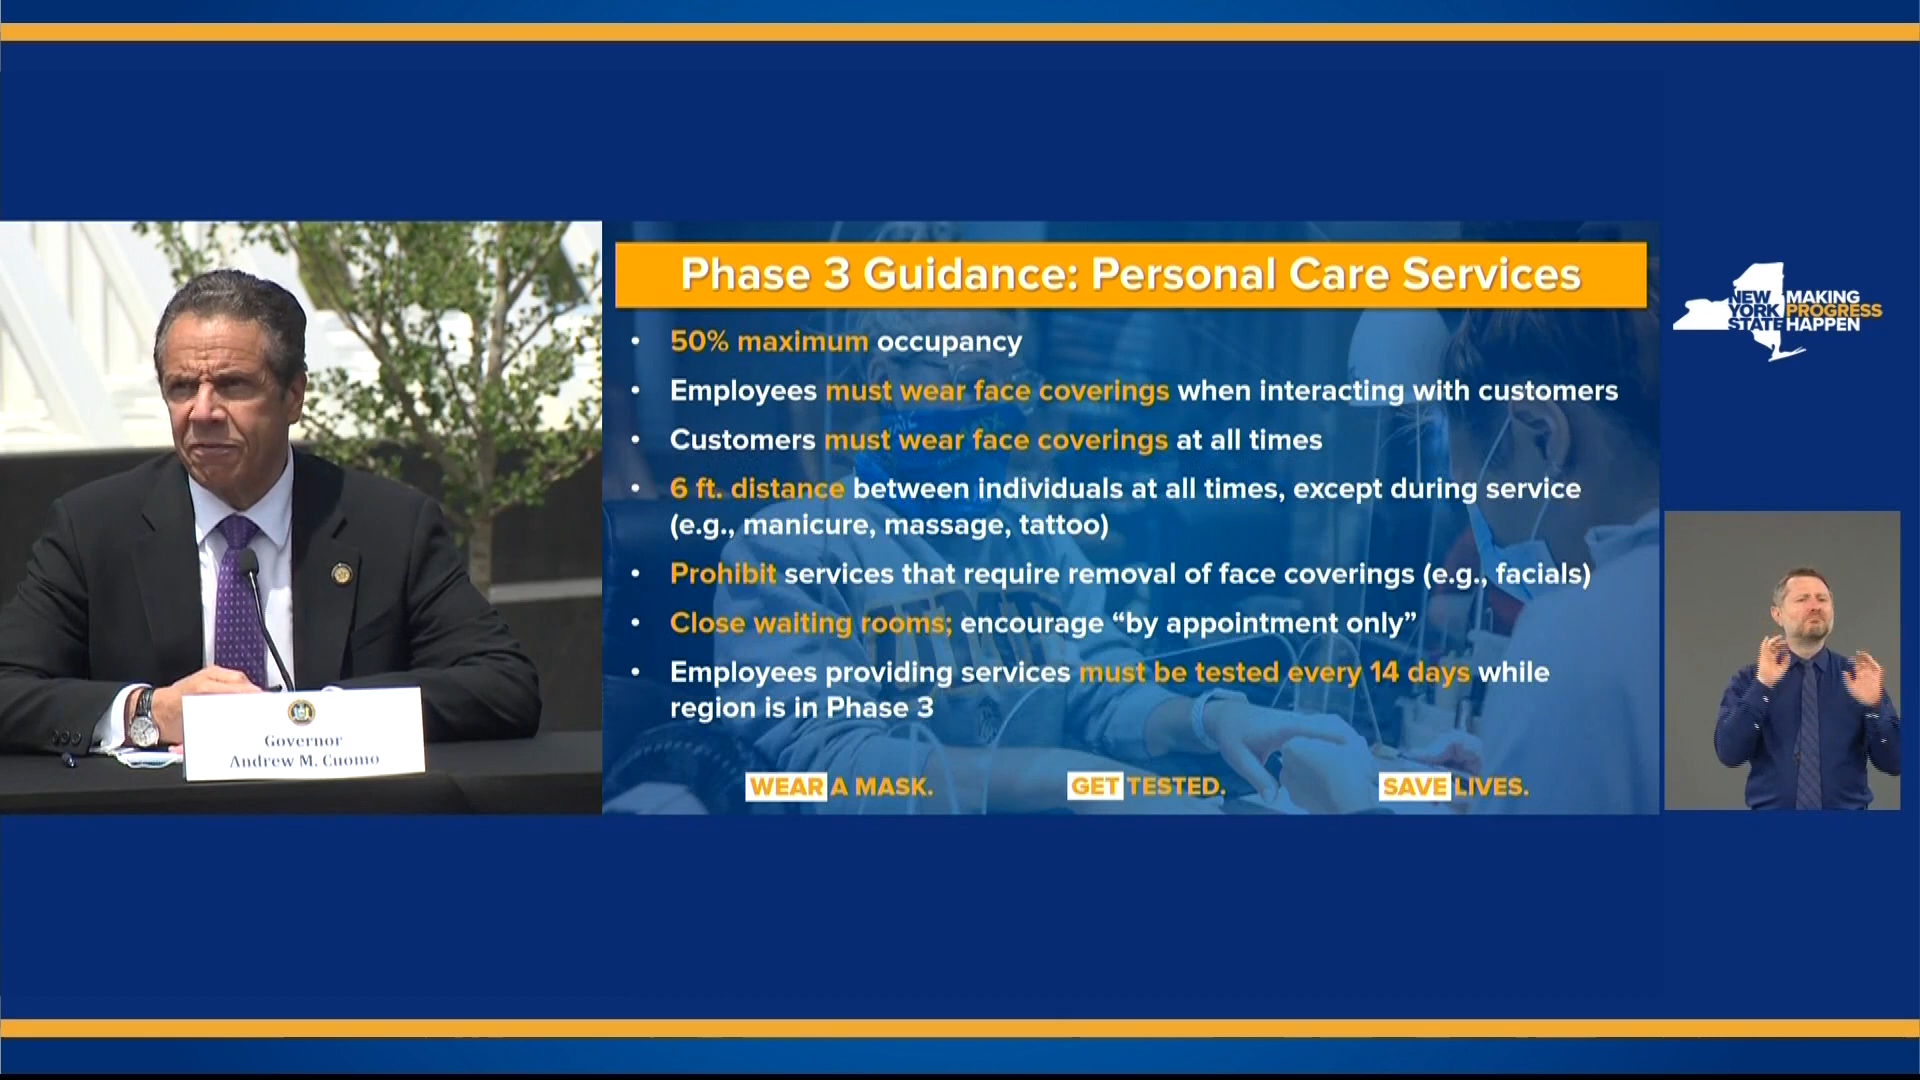 Phase 3 Guidance: Personal Care Services
• 50% maximum occupancy
• Employees must wear face coverings when interacting with customers
• Customers must wear face coverings at all times
• 6 ft. distance between individuals at all times, except during service
(e.g., manicure, massage, tattoo)
• Prohibit services that require removal of face coverings (e.g., facials)
• Close waiting rooms; encourage “by appointment only”
• Employees providing services must be tested every 14 days while
region is in Phase 3
WEAR A MASK. GET TESTED. SAVE LIVES.
Governor
Andrew M. Cuomo
NEW YORK STATE
MAKING
PROGRESS
HAPPEN